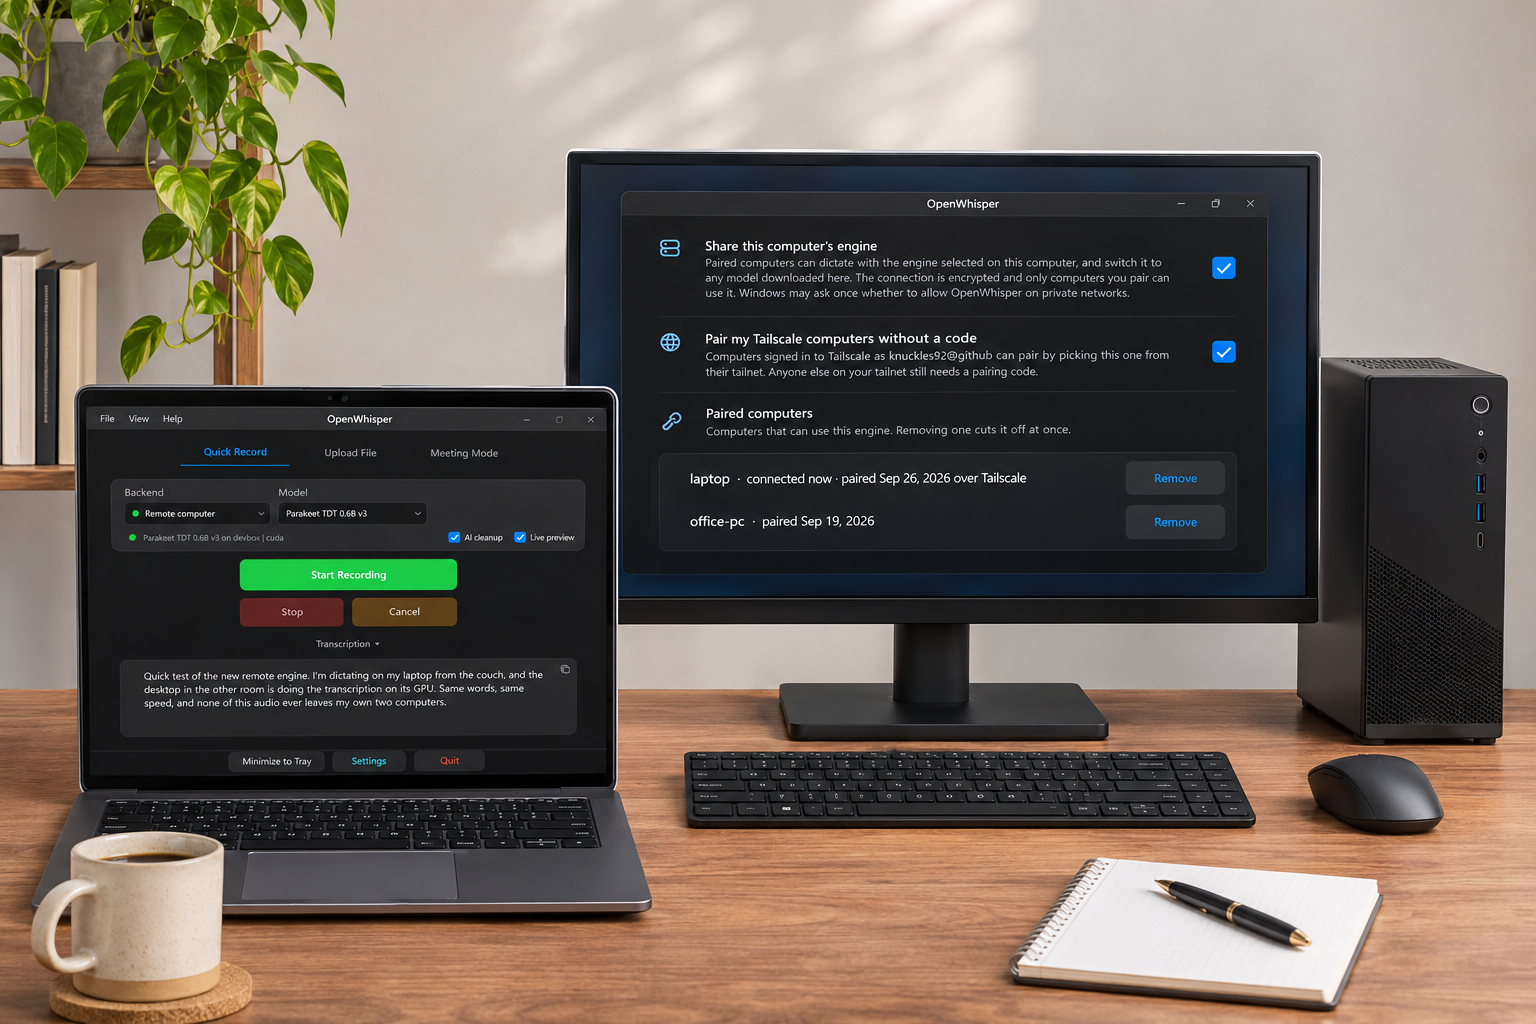 OpenWhisper
Share this computer's engine
Paired computers can dictate with the engine selected on this computer, and switch it to
any model downloaded here. The connection is encrypted and only computers you pair can
use it. Windows may ask once whether to allow OpenWhisper on private networks.
Pair my Tailscale computers without a code
Computers signed in to Tailscale as knuckles92@github can pair by picking this one from
their tailnet. Anyone else on your tailnet still needs a pairing code.
Paired computers
Computers that can use this engine. Removing one cuts it off at once.
laptop · connected now · paired Sep 26, 2026 over Tailscale
Remove
office-pc · paired Sep 19, 2026
Remove
File View Help OpenWhisper
Quick Record Upload File Meeting Mode
Backend Model
Remote computer Parakeet TDT 0.6B v3
Parakeet TDT 0.6B v3 on devbox | cuda AI cleanup Live preview
Start Recording
Stop Cancel
Transcription
Quick test of the new remote engine. I'm dictating on my laptop from the couch, and the
desktop in the other room is doing the transcription on its GPU. Same words, same
speed, and none of this audio ever leaves my own two computers.
Minimize to Tray Settings Quit